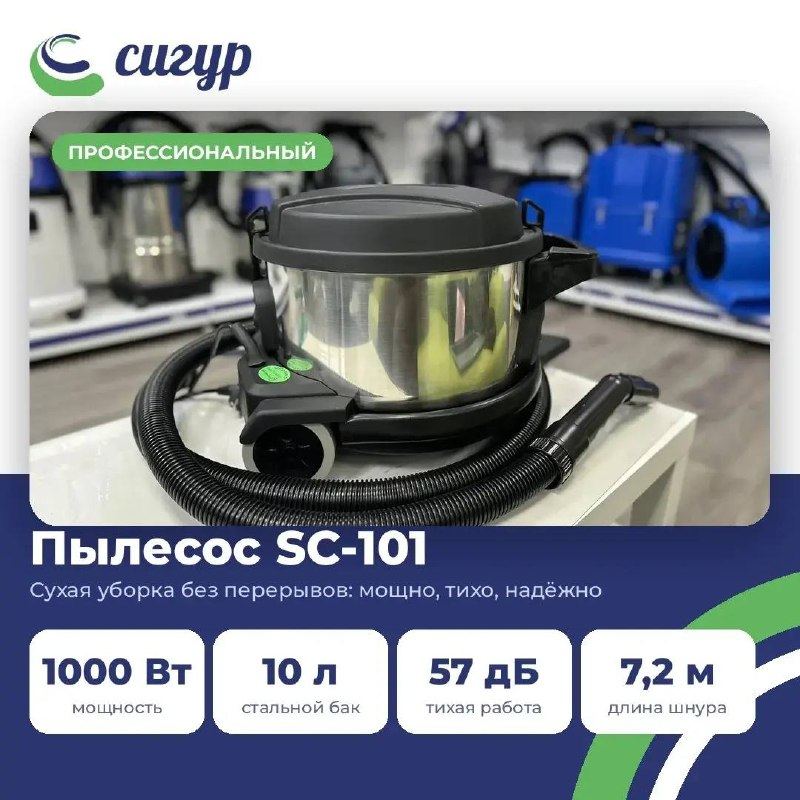 сигур
ПРОФЕССИОНАЛЬНЫЙ
Пылесос SC-101
Сухая уборка без перерывов: мощно, тихо, надёжно
1000 Вт
мощность
10 л
стальной бак
57 дБ
тихая работа
7,2 м
длина шнура